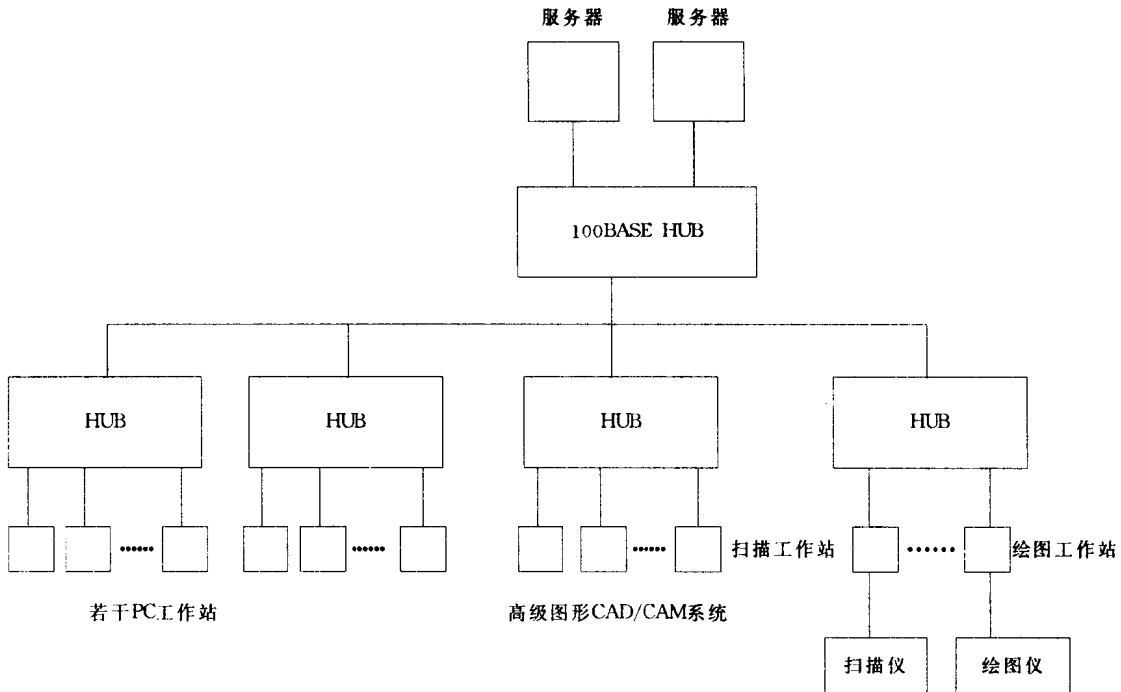 服务器 服务器
100BASE HUB
HUB HUB HUB HUB
扫描工作站 绘图工作站
若干PC工作站 高级图形CAD/CAM系统
扫描仪 绘图仪